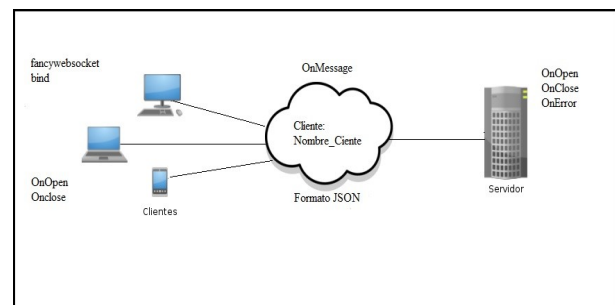 fancywebsocket
bind
OnMessage
OnOpen
OnClose
OnError
Cliente:
Nombre_Ciente
OnOpen
Onclose
Clientes
Formato JSON
Servidor